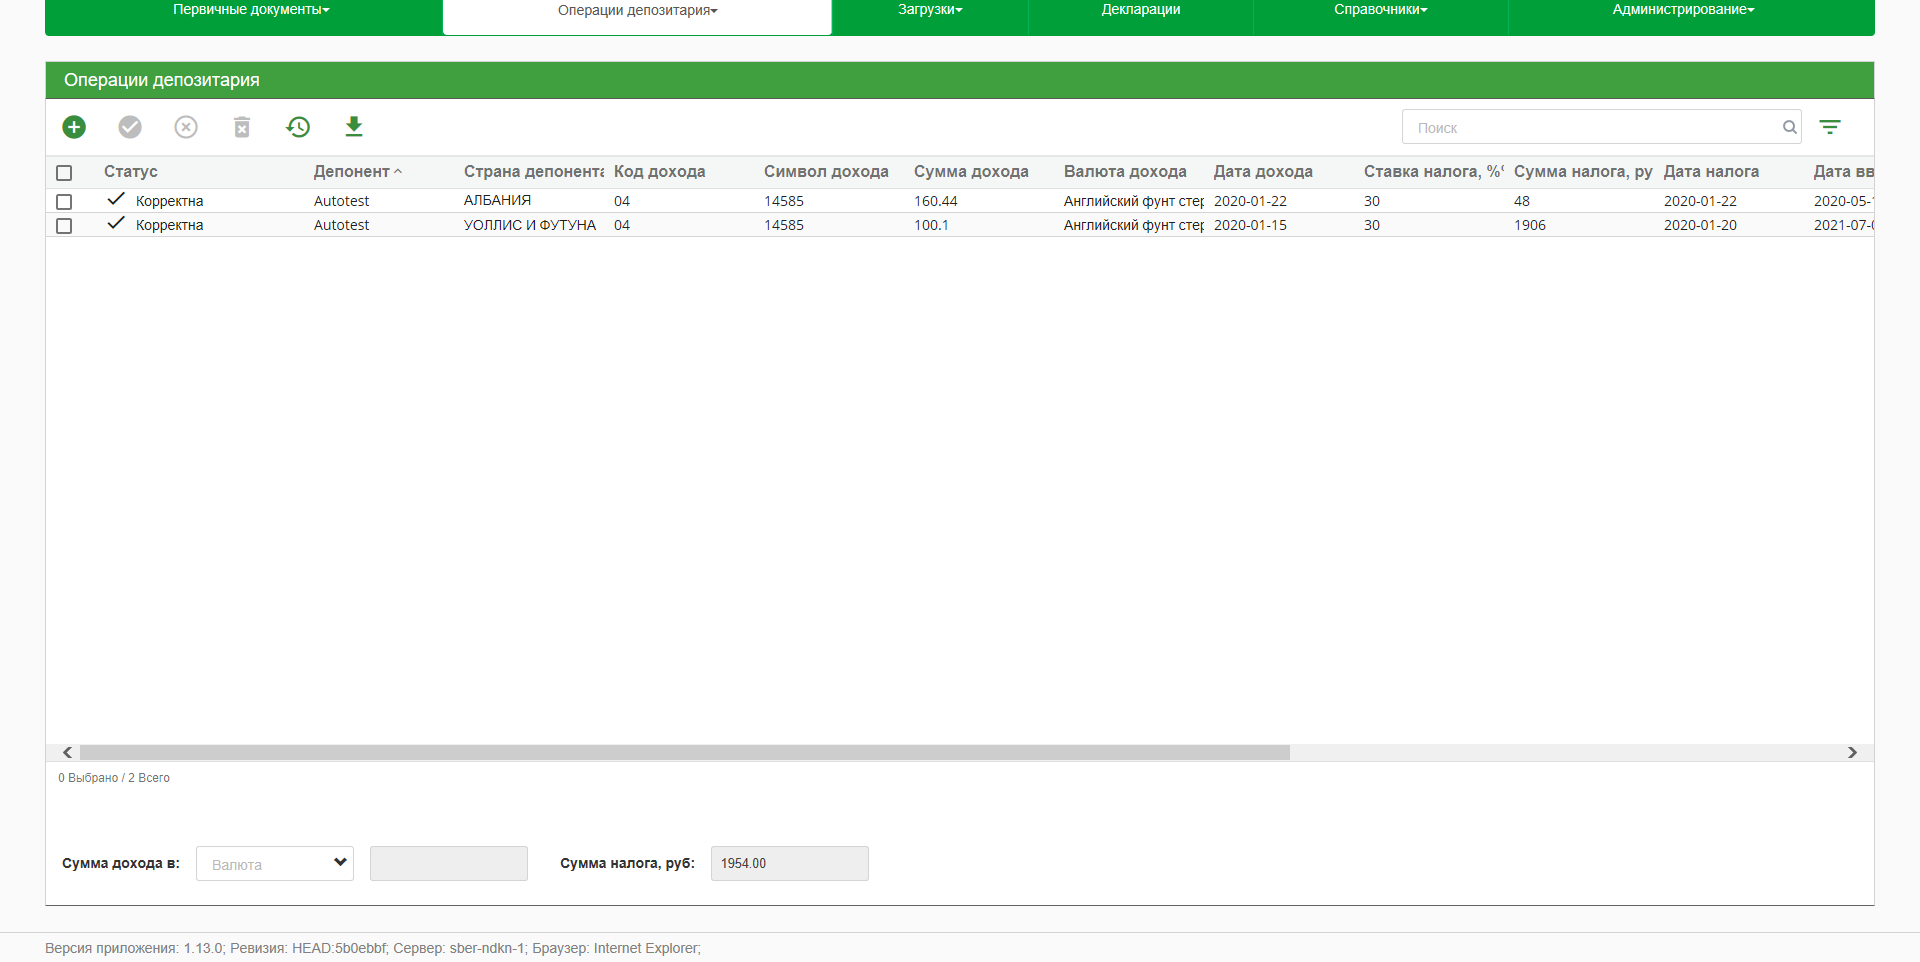 Первичные документы Операции депозитария Загрузки Декларации Справочники Администрирование
Операции депозитария
Поиск
Статус Депонент Страна депонента Код дохода Символ дохода Сумма дохода Валюта дохода Дата дохода Ставка налога, % Сумма налога, ру Дата налога Дата вв
Корректна Autotest АЛБАНИЯ 04 14585 160.44 Английский фунт стер 2020-01-22 30 48 2020-01-22 2020-05-
Корректна Autotest УОЛЛИС И ФУТУНА 04 14585 100.1 Английский фунт стер 2020-01-15 30 1906 2020-01-20 2021-07-
0 Выбрано / 2 Всего
Сумма дохода в: Валюта Сумма налога, руб: 1954.00
Версия приложения: 1.13.0; Ревизия: HEAD:5b0ebbf; Сервер: sber-ndkn-1; Браузер: Internet Explorer;